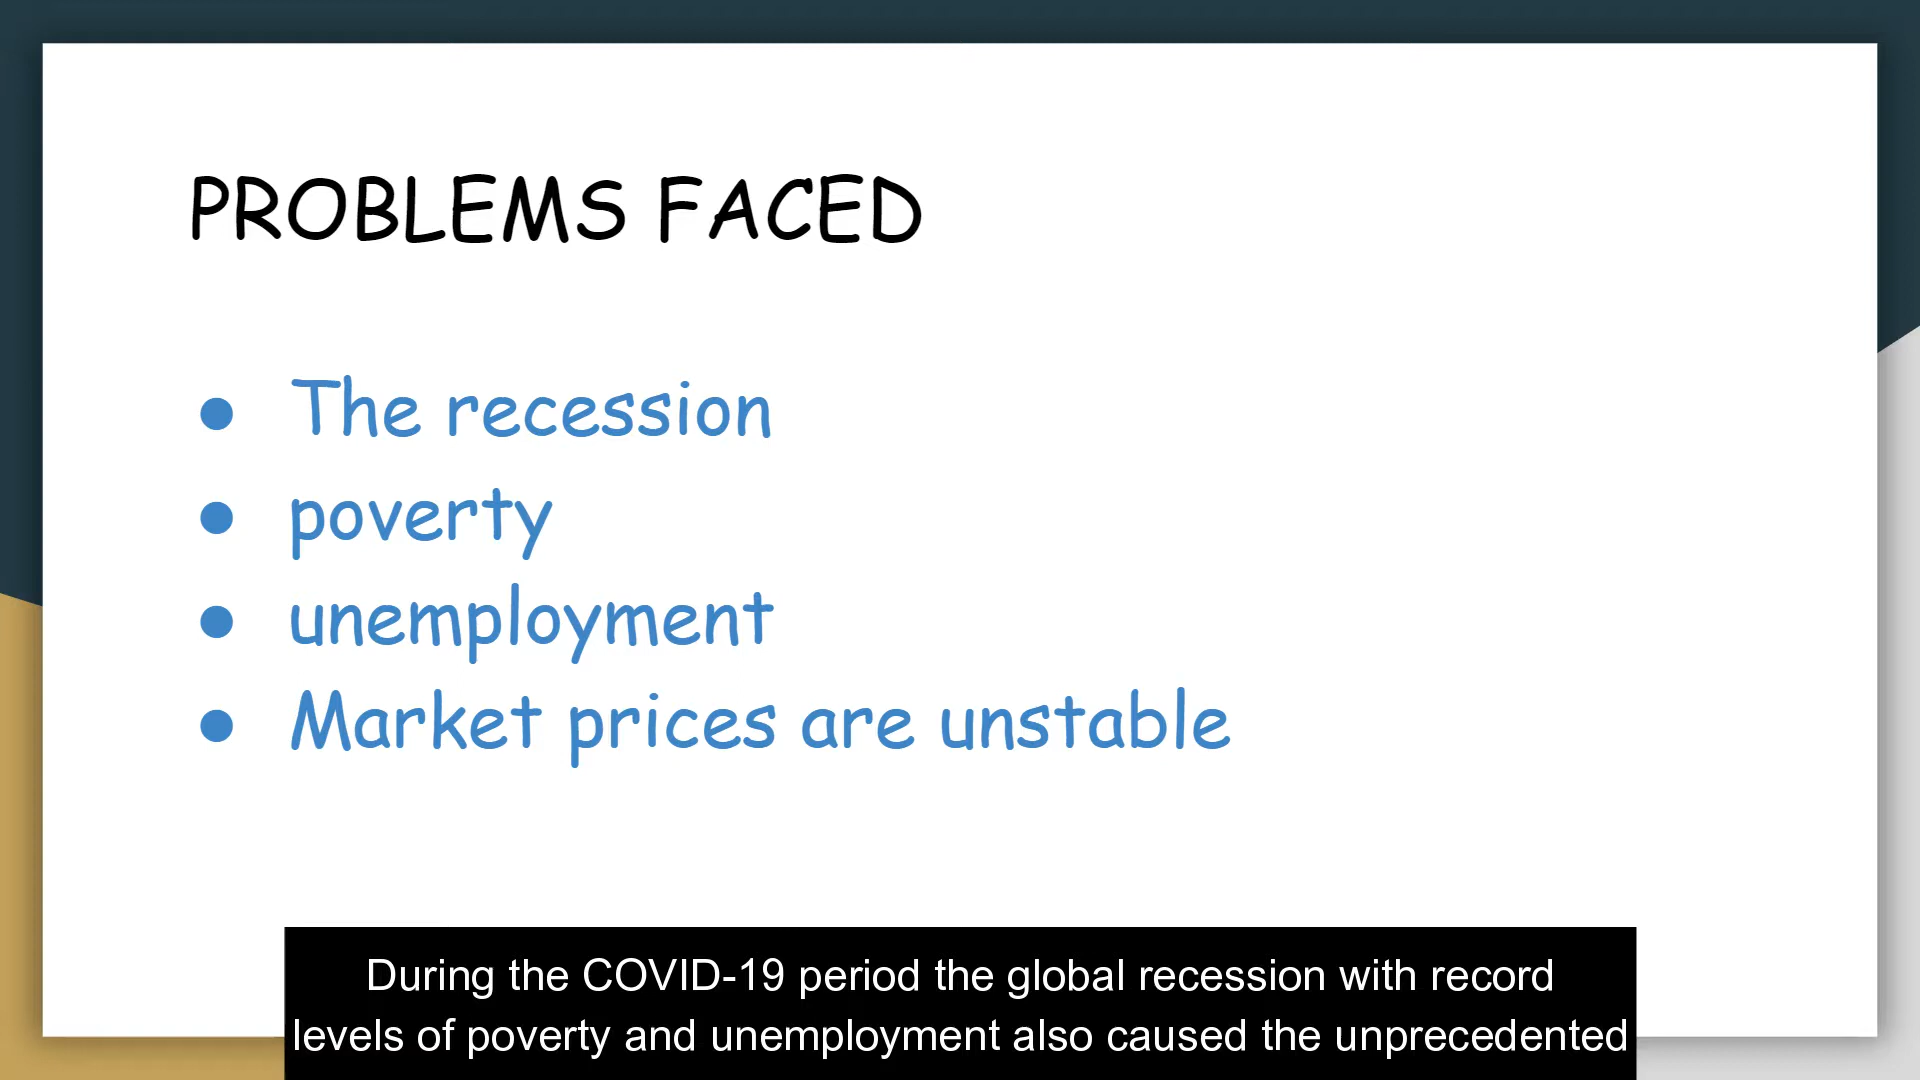 PROBLEMS FACED
● The recession
● poverty
● unemployment
● Market prices are unstable
During the COVID-19 period the global recession with record
levels of poverty and unemployment also caused the unprecedented